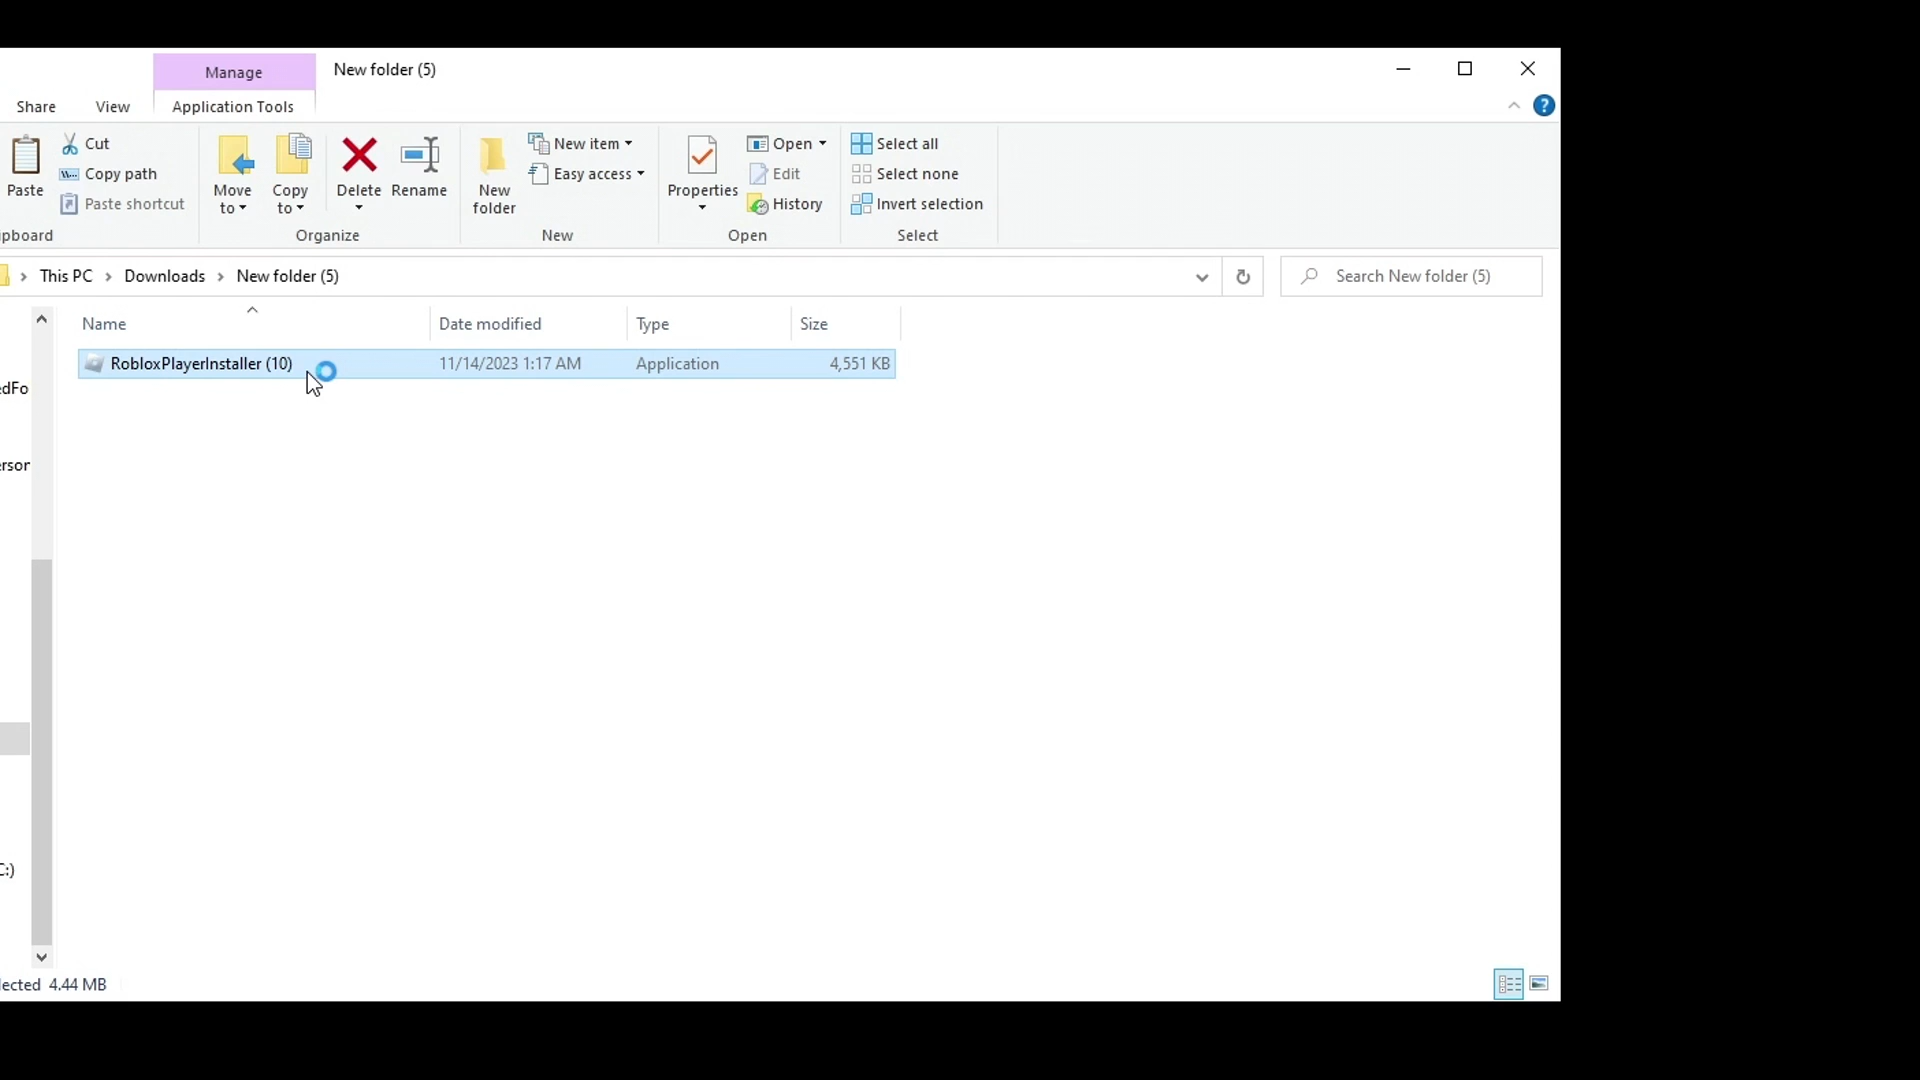 Manage
New folder (5)
Share
View
Application Tools
?
Cut
Copy path
Paste shortcut
Paste
Move to
Copy to
Delete
Rename
New folder
New item
Easy access
Properties
Open
Edit
History
Select all
Select none
Invert selection
pboard
Organize
New
Open
Select
This PC > Downloads > New folder (5)
Search New folder (5)
Name
Date modified
Type
Size
RobloxPlayerInstaller (10)
11/14/2023 1:17 AM
Application
4,551 KB
edFo
erson
C:)
lected 4.44 MB